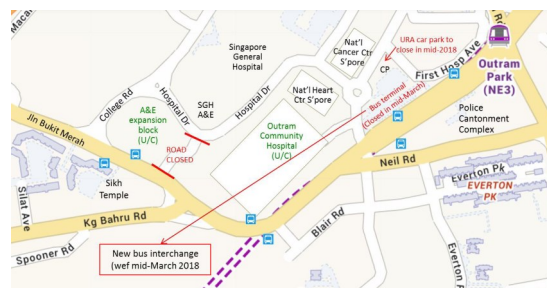 Macal
College Rd
Hospital Dr
Singapore
General
Hospital
SGH
A&E
Hospital Dr
Nat'l
Cancer Ctr
S'pore
Nat'l Heart
Ctr S'pore
CP
URA car park to
close in mid-2018
First Hosp Ave
Rd
Outram
Park
(NE3)
Bus terminal
(Closed in mid-March)
A&E
expansion
block
(U/C)
ROAD
CLOSED
Outram
Community
Hospital
(U/C)
Police
Cantonment
Complex
Jln Bukit Merah
Neil Rd
Everton Pk
EVERTON
PK
Sikh
Temple
Silat Ave
Kg Bahru Rd
Blair Rd
Spooner Rd
Everton Rd
New bus interchange
(wef mid-March 2018